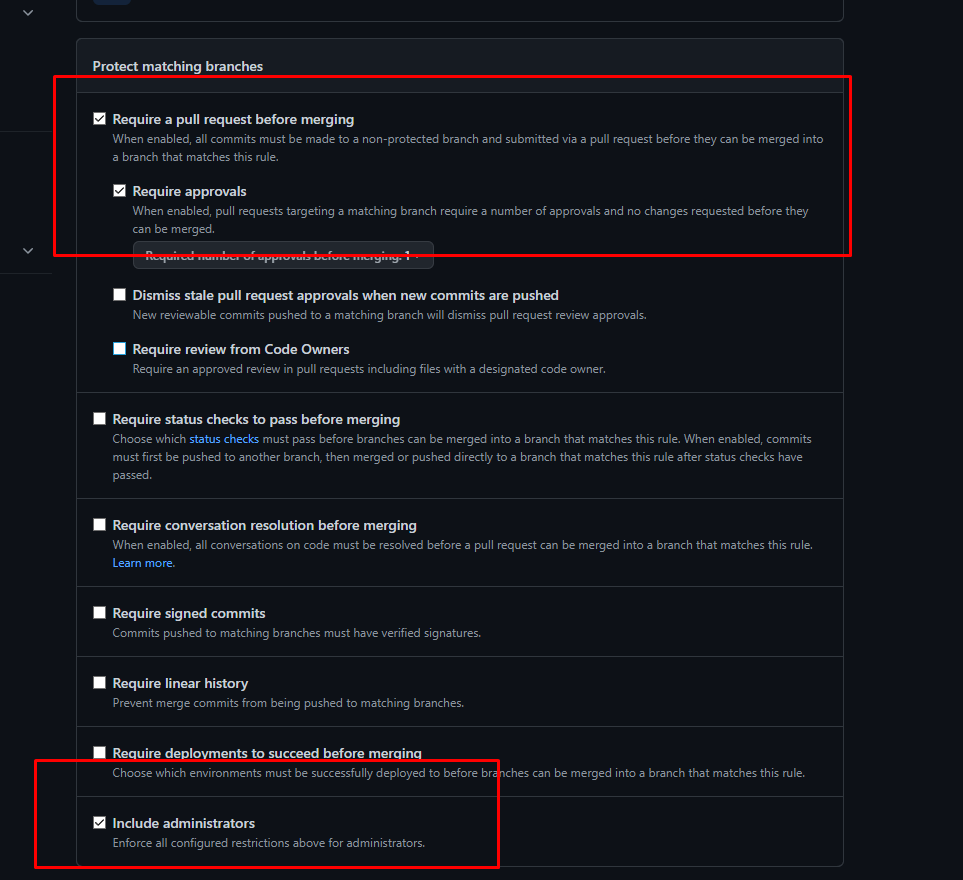 Protect matching branches
Require a pull request before merging
When enabled, all commits must be made to a non-protected branch and submitted via a pull request before they can be merged into
a branch that matches this rule.
Require approvals
When enabled, pull requests targeting a matching branch require a number of approvals and no changes requested before they
can be merged.
Required number of approvals before merging: 1
Dismiss stale pull request approvals when new commits are pushed
New reviewable commits pushed to a matching branch will dismiss pull request review approvals.
Require review from Code Owners
Require an approved review in pull requests including files with a designated code owner.
Require status checks to pass before merging
Choose which status checks must pass before branches can be merged into a branch that matches this rule. When enabled, commits
must first be pushed to another branch, then merged or pushed directly to a branch that matches this rule after status checks have
passed.
Require conversation resolution before merging
When enabled, all conversations on code must be resolved before a pull request can be merged into a branch that matches this rule.
Learn more.
Require signed commits
Commits pushed to matching branches must have verified signatures.
Require linear history
Prevent merge commits from being pushed to matching branches.
Require deployments to succeed before merging
Choose which environments must be successfully deployed to before branches can be merged into a branch that matches this rule.
Include administrators
Enforce all configured restrictions above for administrators.